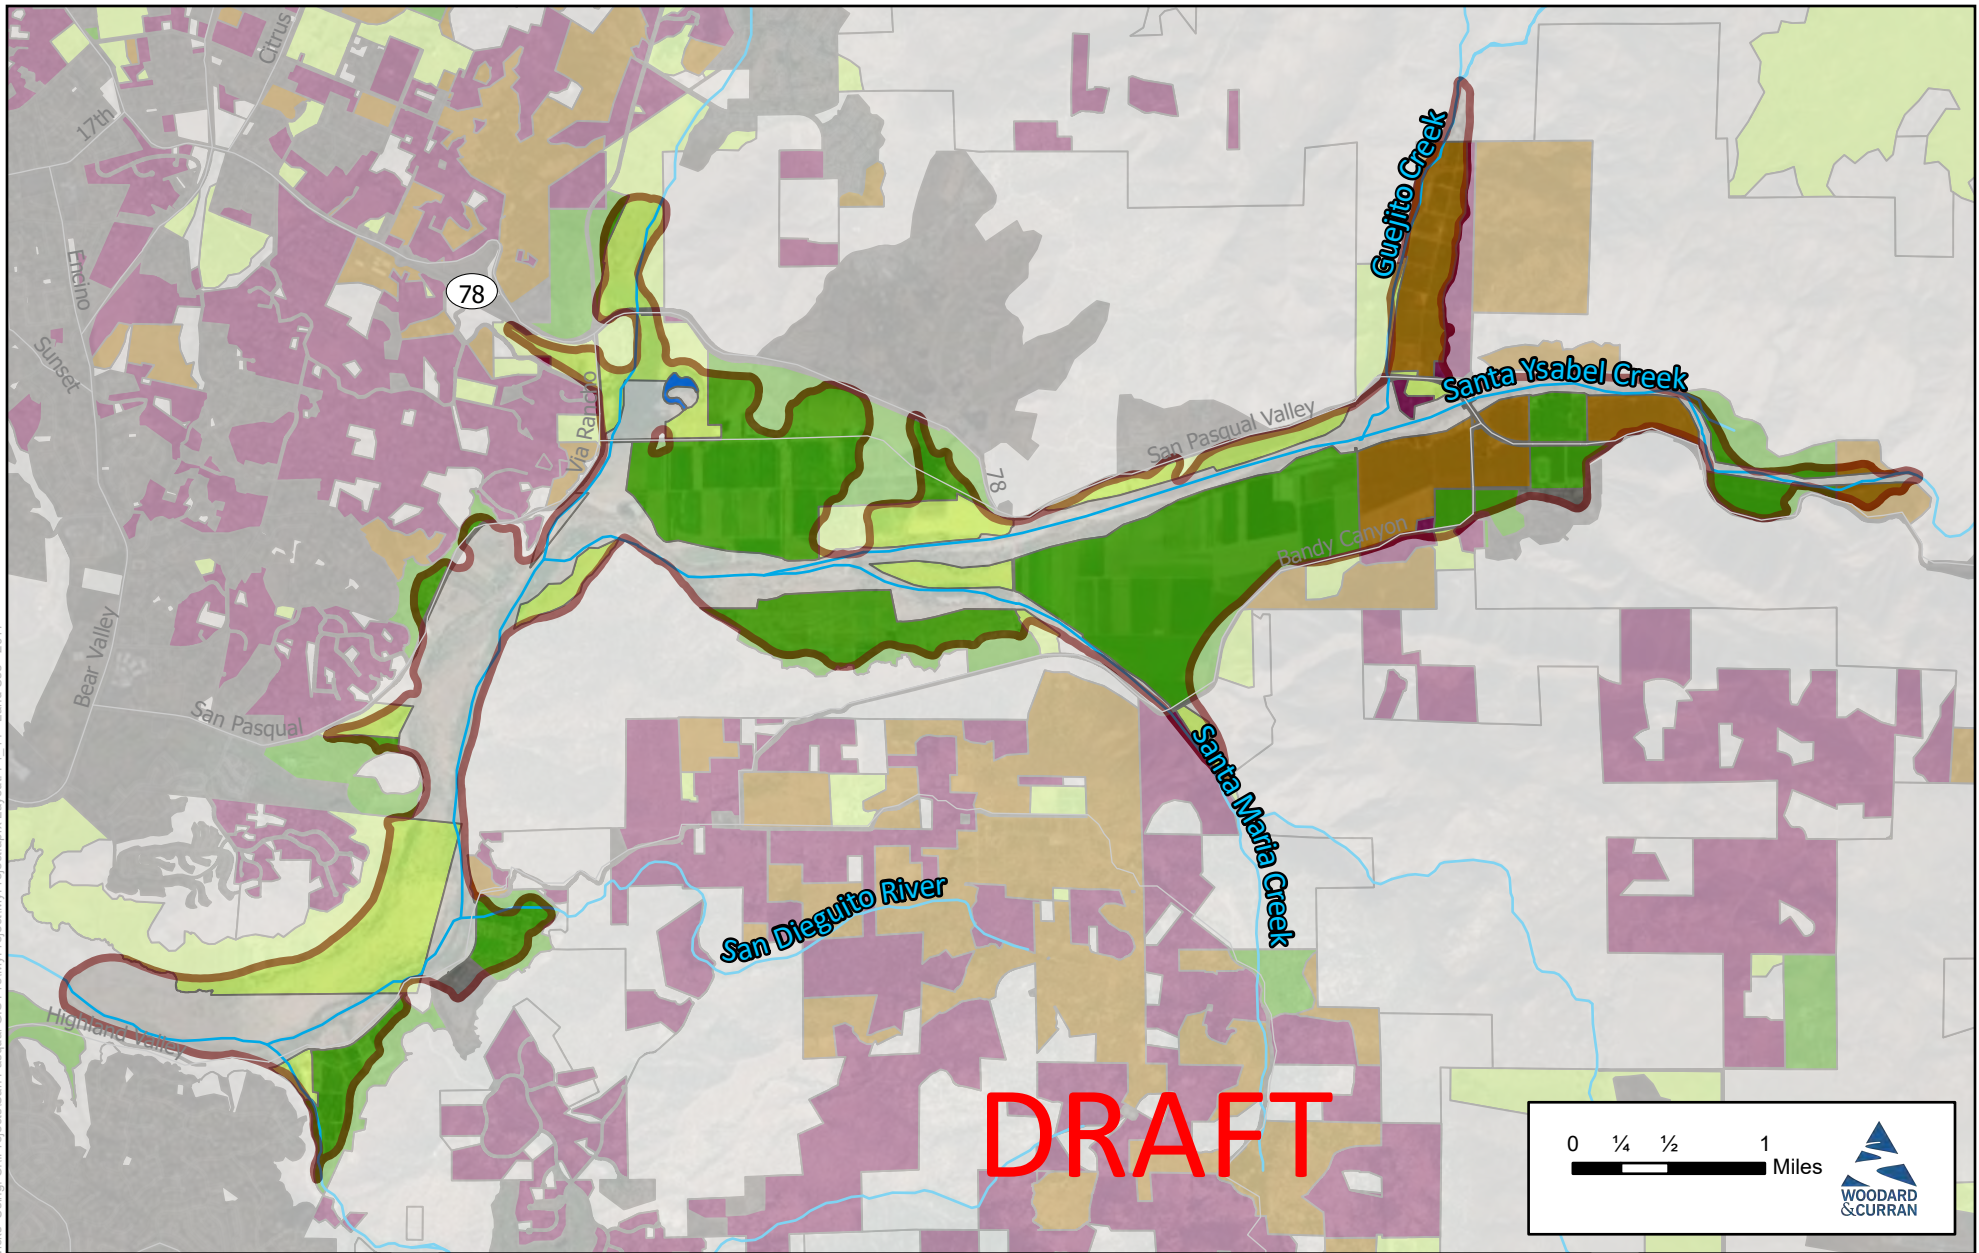 Citrus
17th
Encino
Sunset
78
Via Rancho
Guejito Creek
Santa Ysabel Creek
San Pasqual Valley
78
Bandy Canyon
Bear Valley
San Pasqual
Santa Maria Creek
San Dieguito River
Highland Valley
DRAFT
0 ¼ ½ 1
Miles
WOODARD
&CURRAN